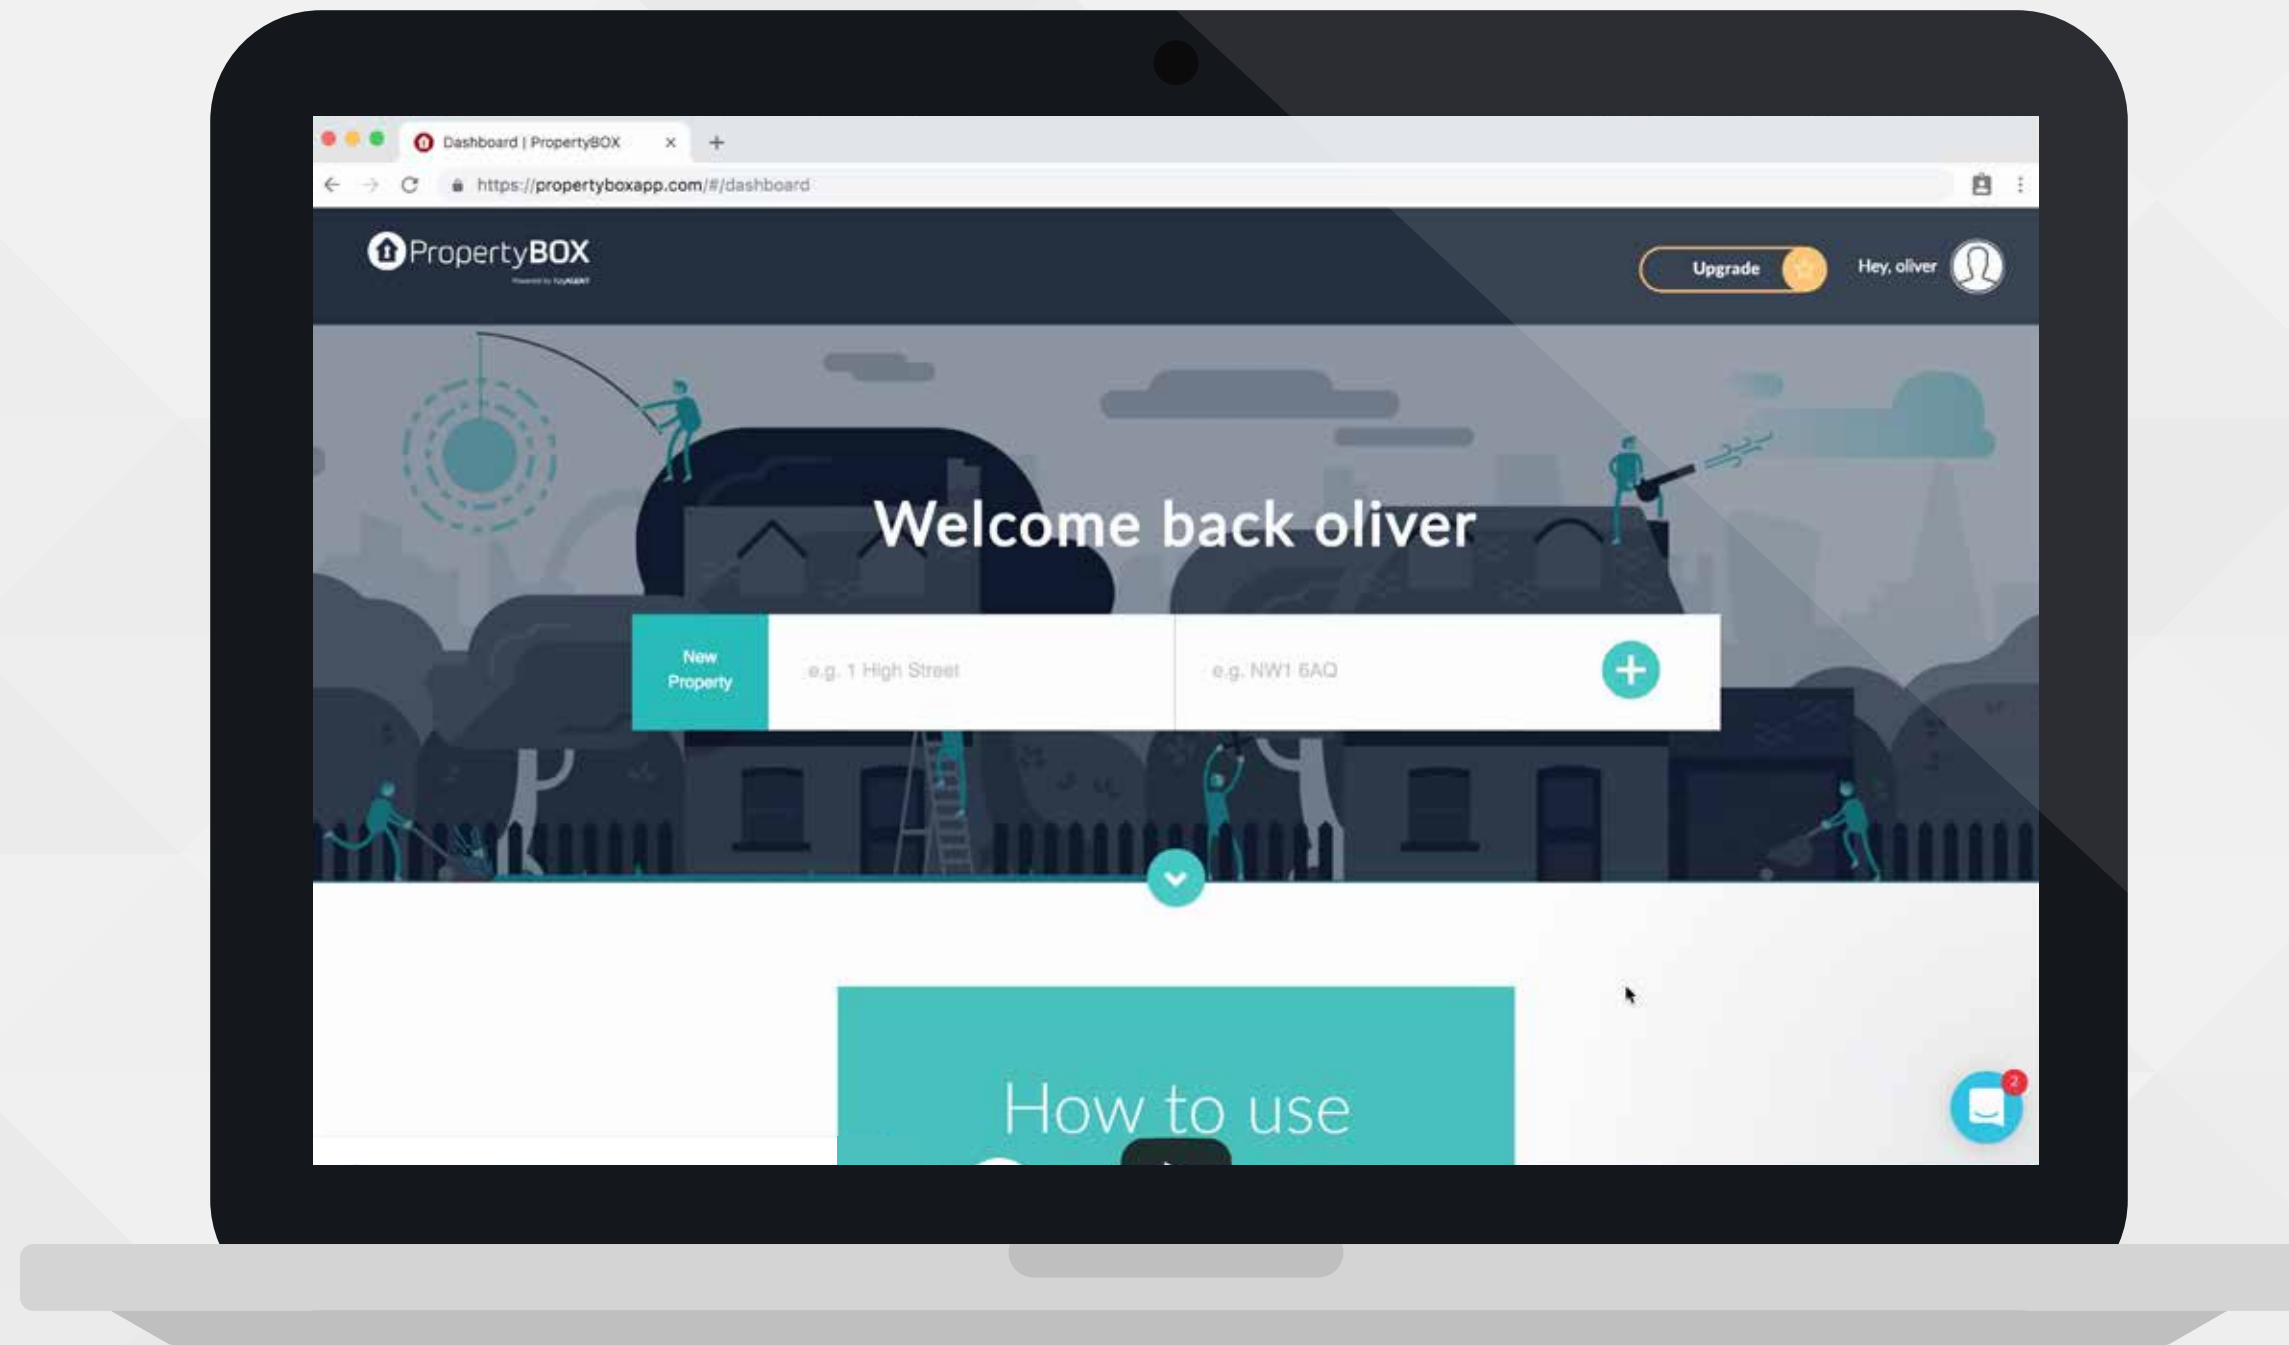 Dashboard | PropertyBOX
https://propertyboxapp.com/#/dashboard
PropertyBOX
Upgrade
Hey, oliver
Welcome back oliver
New
Property
e.g. 1 High Street
e.g. NW1 6AQ
How to use
2